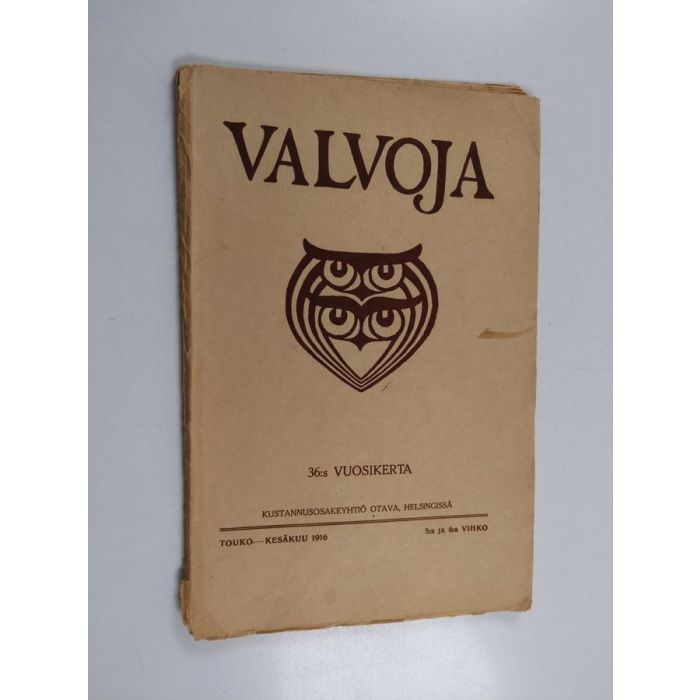 VALVOJA
36:s VUOSIKERTA
KUSTANNUSOSAKEYHTIÖ OTAVA, HELSINGISSÄ
TOUKO-—KESÄKUU 1916
5:s JA 6:s VIHKO